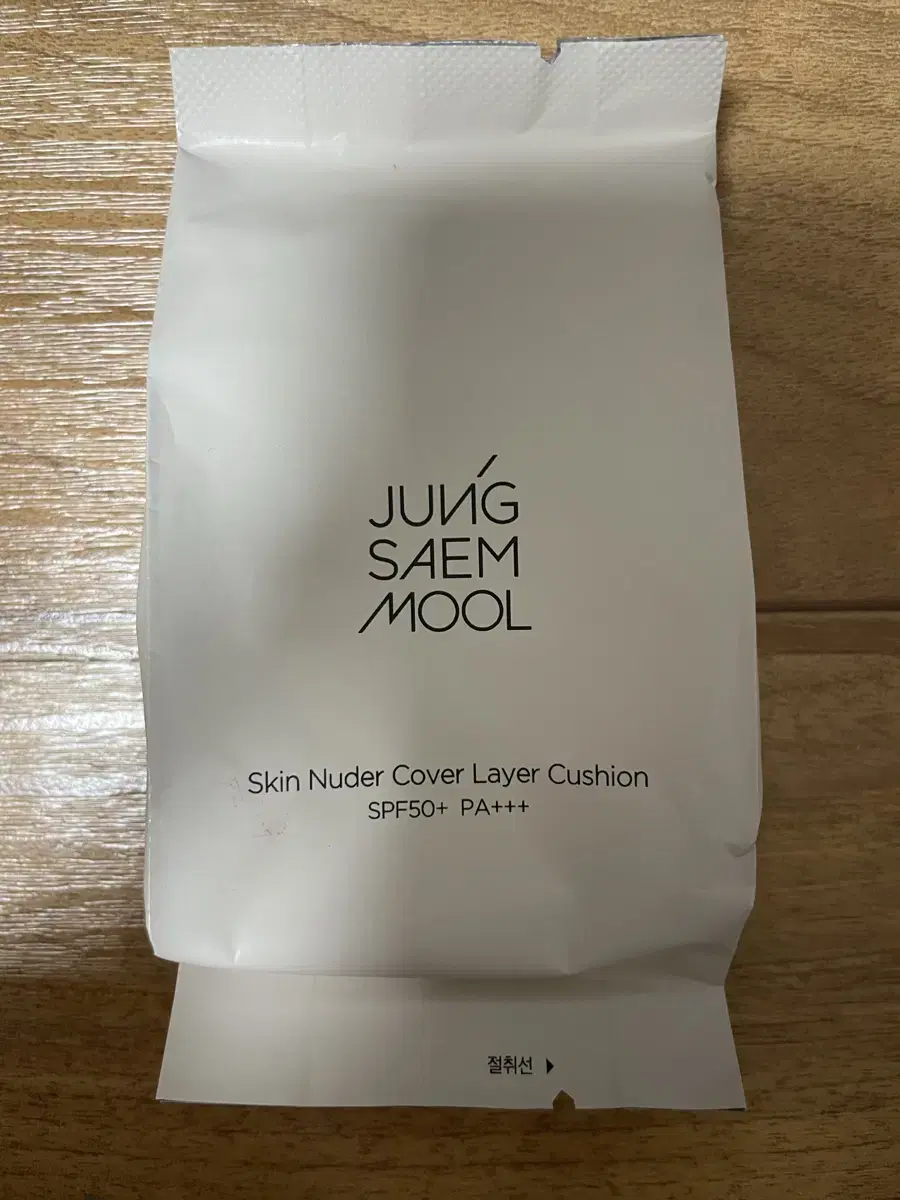 JUNG
SAEM
MOOL
Skin Nuder Cover Layer Cushion
SPF50+ PA+++
절취선 ▶